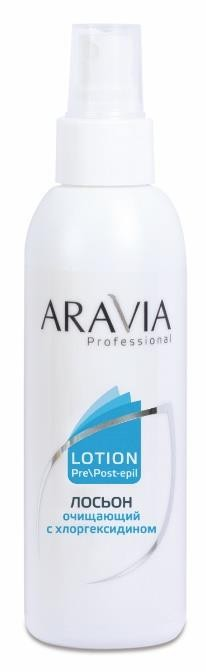 ARAVIA
Professional
LOTION
Pre\Post-epil
ЛОСЬОН
очищающий
с хлоргексидином